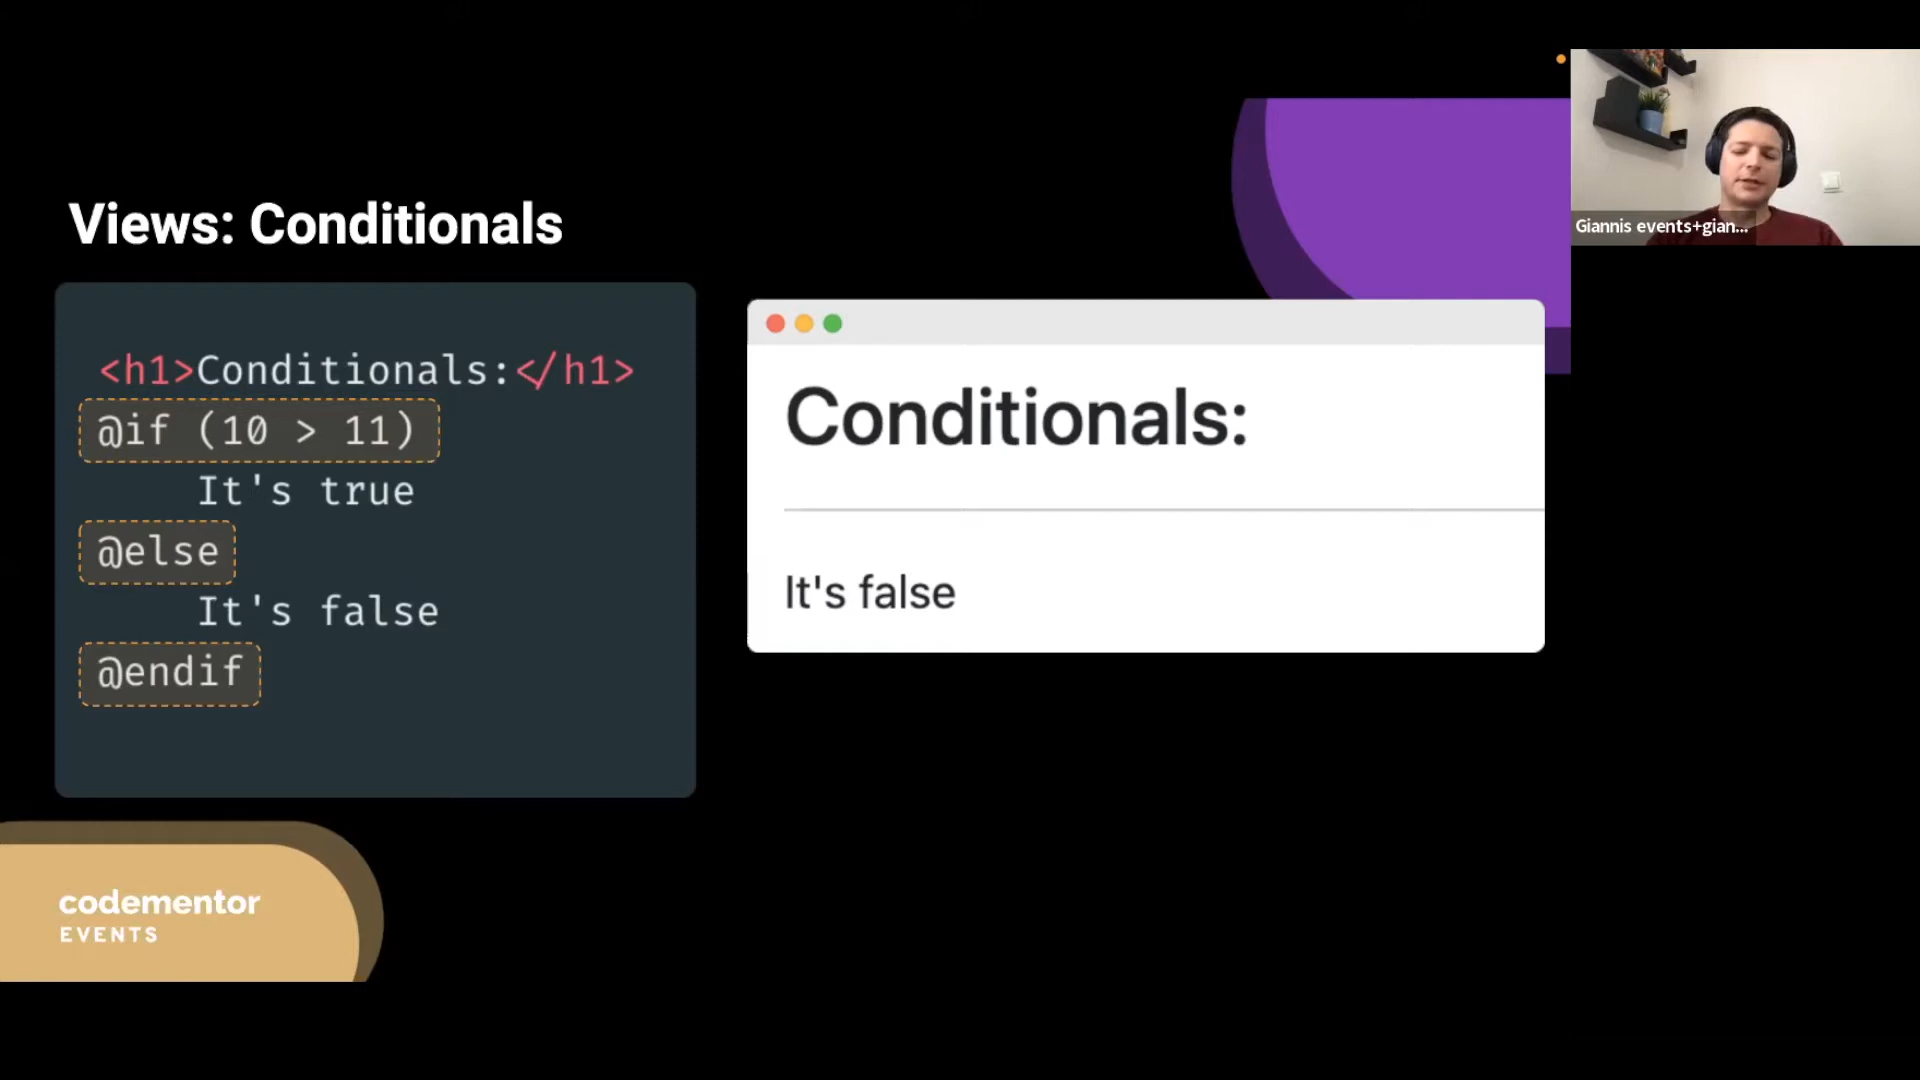 Views: Conditionals
<h1>Conditionals:</h1>
@if (10 > 11)
It's true
@else
It's false
@endif
Conditionals:
It's false
Giannis events+gian...
codementor
EVENTS